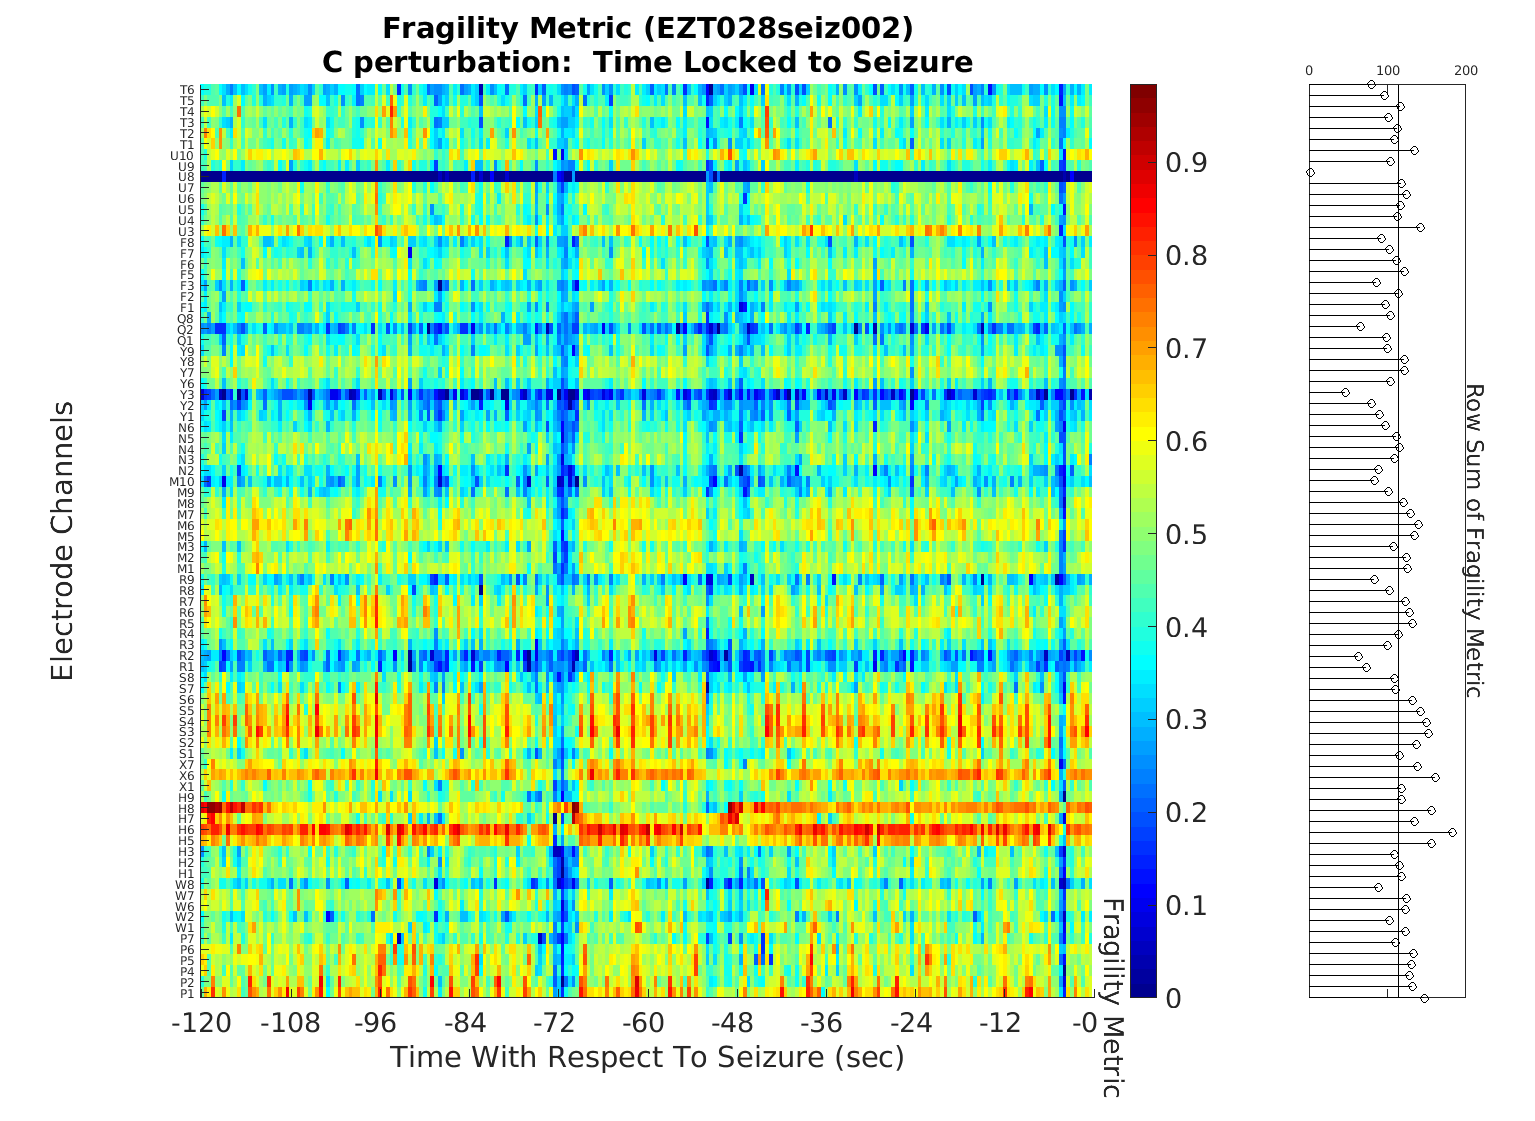 Fragility Metric (EZT028seiz002)
C perturbation:  Time Locked to Seizure
0 100 200
T6
T5
T4
T3
T2
T1
U10
U9
U8
U7
U6
U5
U4
U3
F8
F7
F6
F5
F3
F2
F1
Q8
Q2
Q1
Y9
Y8
Y7
Y6
Y3
Y2
Y1
N6
N5
N4
N3
N2
M10
M9
M8
M7
M6
M5
M3
M2
M1
R9
R8
R7
R6
R5
R4
R3
R2
R1
S8
S7
S6
S5
S4
S3
S2
S1
X7
X6
X1
H9
H8
H7
H6
H5
H3
H2
H1
W8
W7
W6
W2
W1
P7
P6
P5
P4
P2
P1
Electrode Channels
-120 -108 -96 -84 -72 -60 -48 -36 -24 -12 -0
Time With Respect To Seizure (sec)
0.9
0.8
0.7
0.6
0.5
0.4
0.3
0.2
0.1
0
Fragility Metric
Row Sum of Fragility Metric